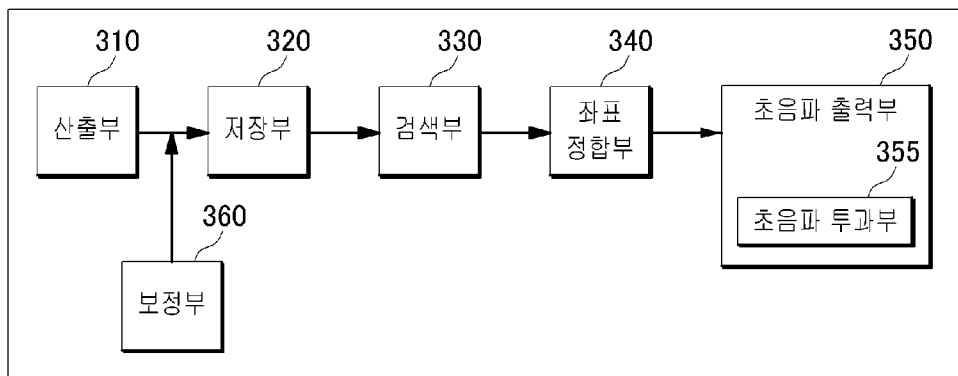 310
320
330
340
350
산출부
저장부
검색부
좌표
정합부
초음파 출력부
355
초음파 투과부
360
보정부